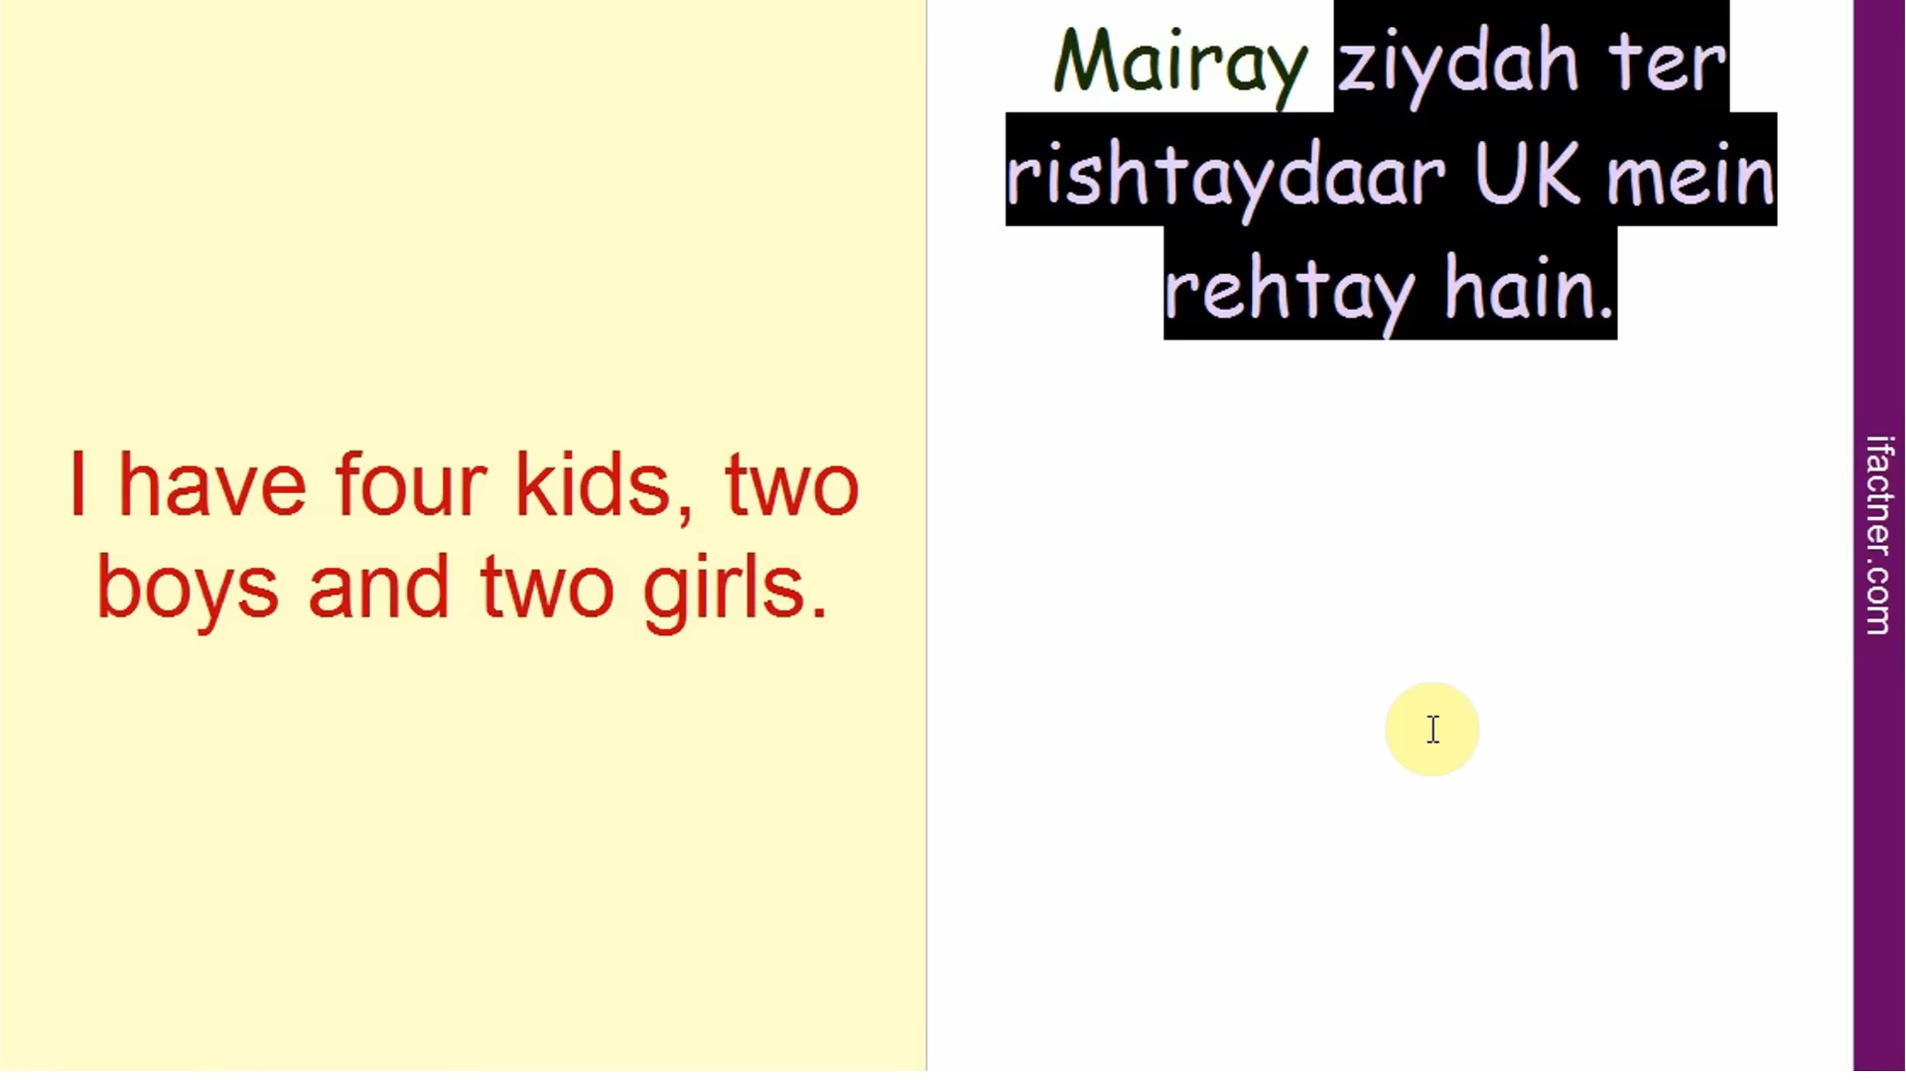 I have four kids, two
boys and two girls.
Mairay ziydah ter
rishtaydaar UK mein
rehtay hain.
ifactner.com